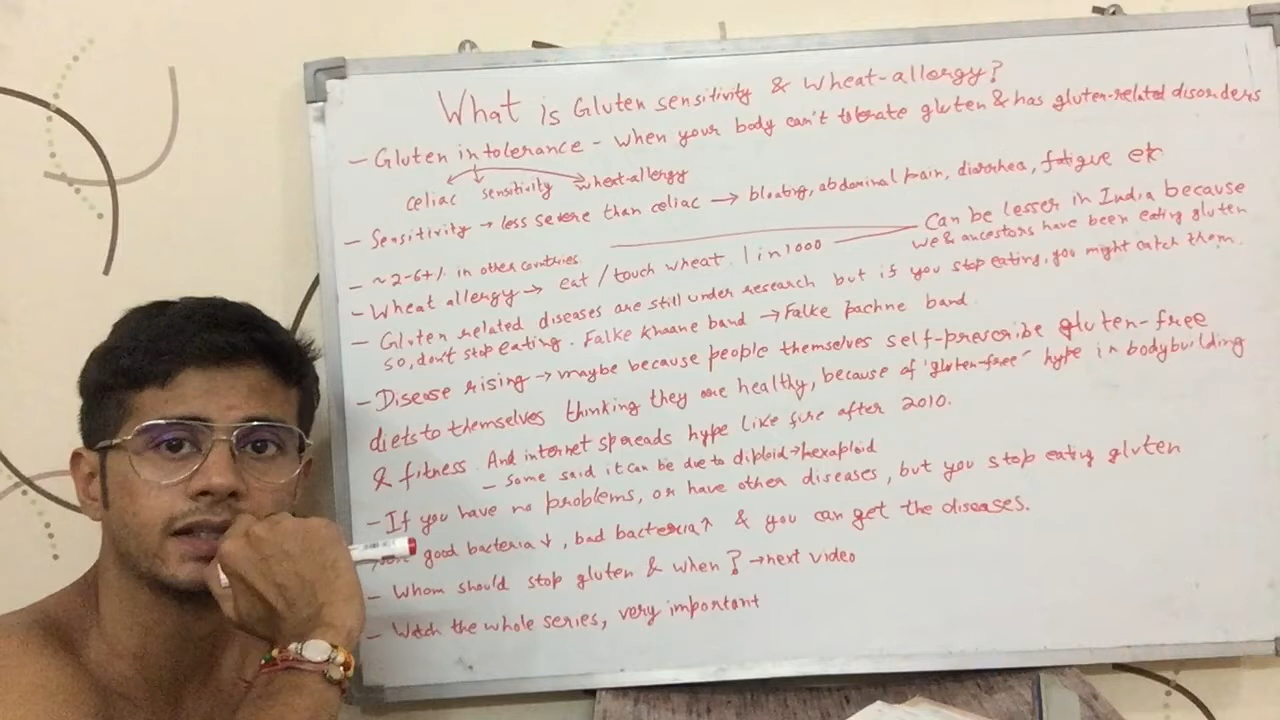 What is Gluten sensitivity & wheat-allergy?
- Gluten intolerance - when your body can't tolerate gluten & has gluten-related disorders
celiac sensitivity wheat-allergy
- Sensitivity → less severe than celiac → bloating, abdominal pain, diarrhea, fatigue etc
- ~2-6+% in other countries
Can be lesser in India because
we & ancestors have been eating gluten
- Wheat allergy → eat / touch wheat. 1 in 1000
- Gluten related diseases are still under research but if you stop eating, you might catch them.
so, don't stop eating. Falke khaane band → Falke pachne band
- Disease rising → maybe because people themselves self-prescribe gluten-free
diets to themselves thinking they are healthy, because of "gluten-free" hype in bodybuilding
& fitness. And internet spreads hype like fire after 2010.
- Some said it can be due to diploid → hexaploid
- If you have no problems, or have other diseases, but you stop eating gluten
good bacteria ↓, bad bacteria ↑ & you can get the diseases.
- Whom should stop gluten & when? → next video
- Watch the whole series, very important